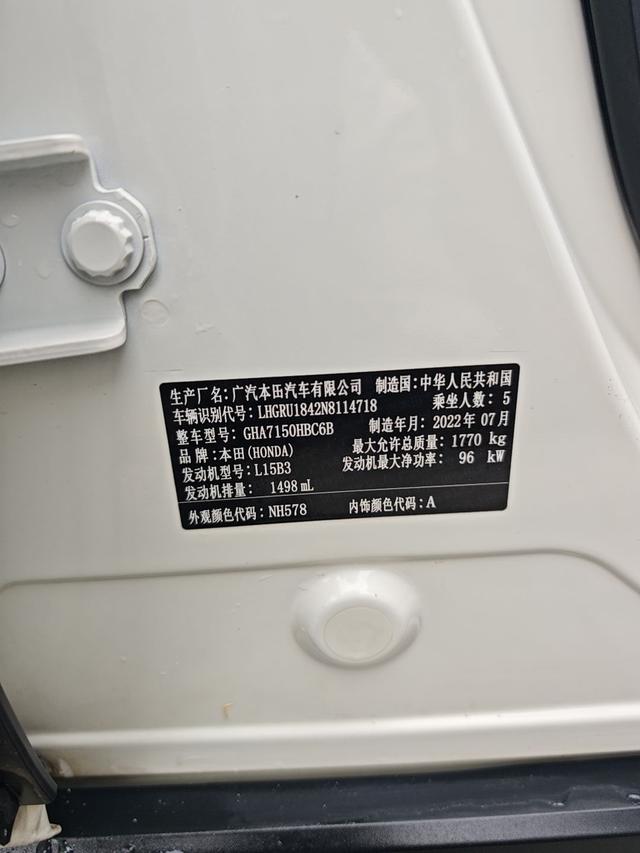 生产厂名：广汽本田汽车有限公司 制造国：中华人民共和国
车辆识别代号：LHGRU1842N8114718 乘坐人数：5
整车型号：GHA7150HBC6B 制造年月：2022年07月
品牌：本田(HONDA) 最大允许总质量：1770 kg
发动机型号：L15B3 发动机最大净功率：96 kW
发动机排量：1498 mL
外观颜色代码：NH578 内饰颜色代码：A